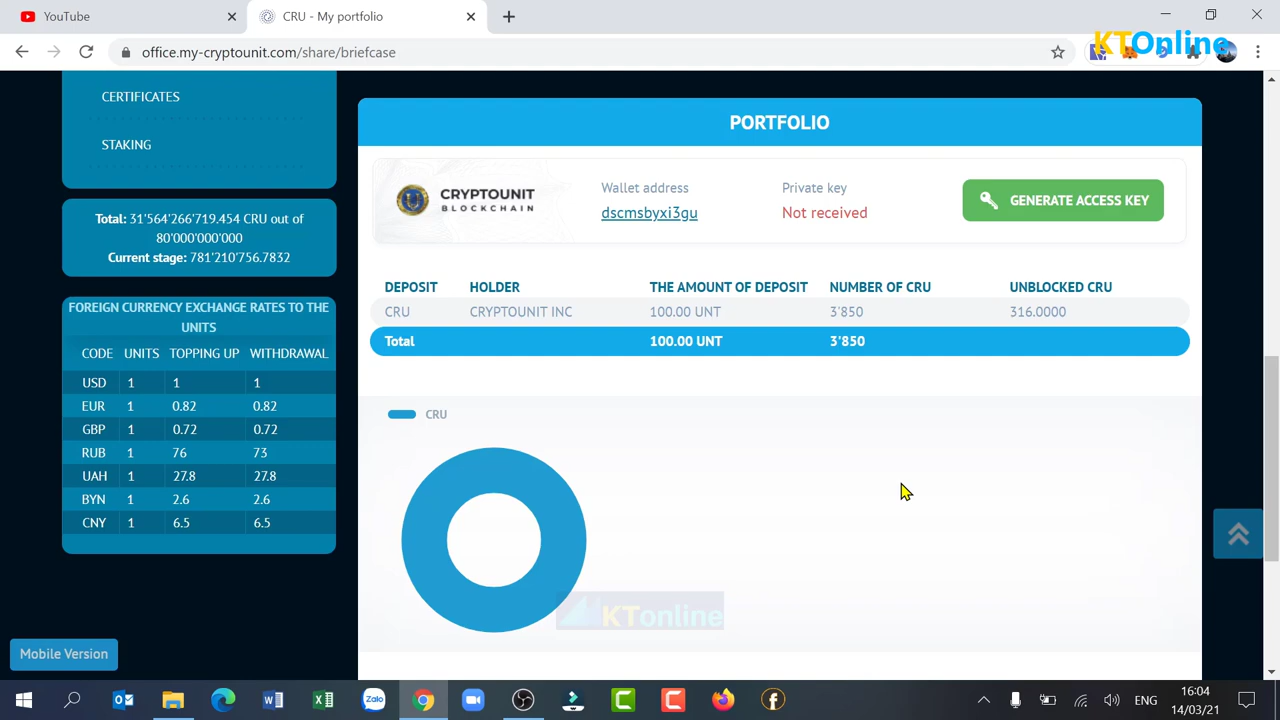 YouTube
CRU - My portfolio
office.my-cryptounit.com/share/briefcase
KTOnline
CERTIFICATES
STAKING
Total: 31'564'266'719.454 CRU out of
80'000'000'000
Current stage: 781'210'756.7832
FOREIGN CURRENCY EXCHANGE RATES TO THE
UNITS
CODE UNITS TOPPING UP WITHDRAWAL
USD 1 1 1
EUR 1 0.82 0.82
GBP 1 0.72 0.72
RUB 1 76 73
UAH 1 27.8 27.8
BYN 1 2.6 2.6
CNY 1 6.5 6.5
Mobile Version
PORTFOLIO
CRYPTOUNIT
BLOCKCHAIN
Wallet address
dscmsbyxi3gu
Private key
Not received
GENERATE ACCESS KEY
DEPOSIT HOLDER THE AMOUNT OF DEPOSIT NUMBER OF CRU UNBLOCKED CRU
CRU CRYPTOUNIT INC 100.00 UNT 3'850 316.0000
Total 100.00 UNT 3'850
CRU
KTonline
Zalo
ENG
16:04
14/03/21